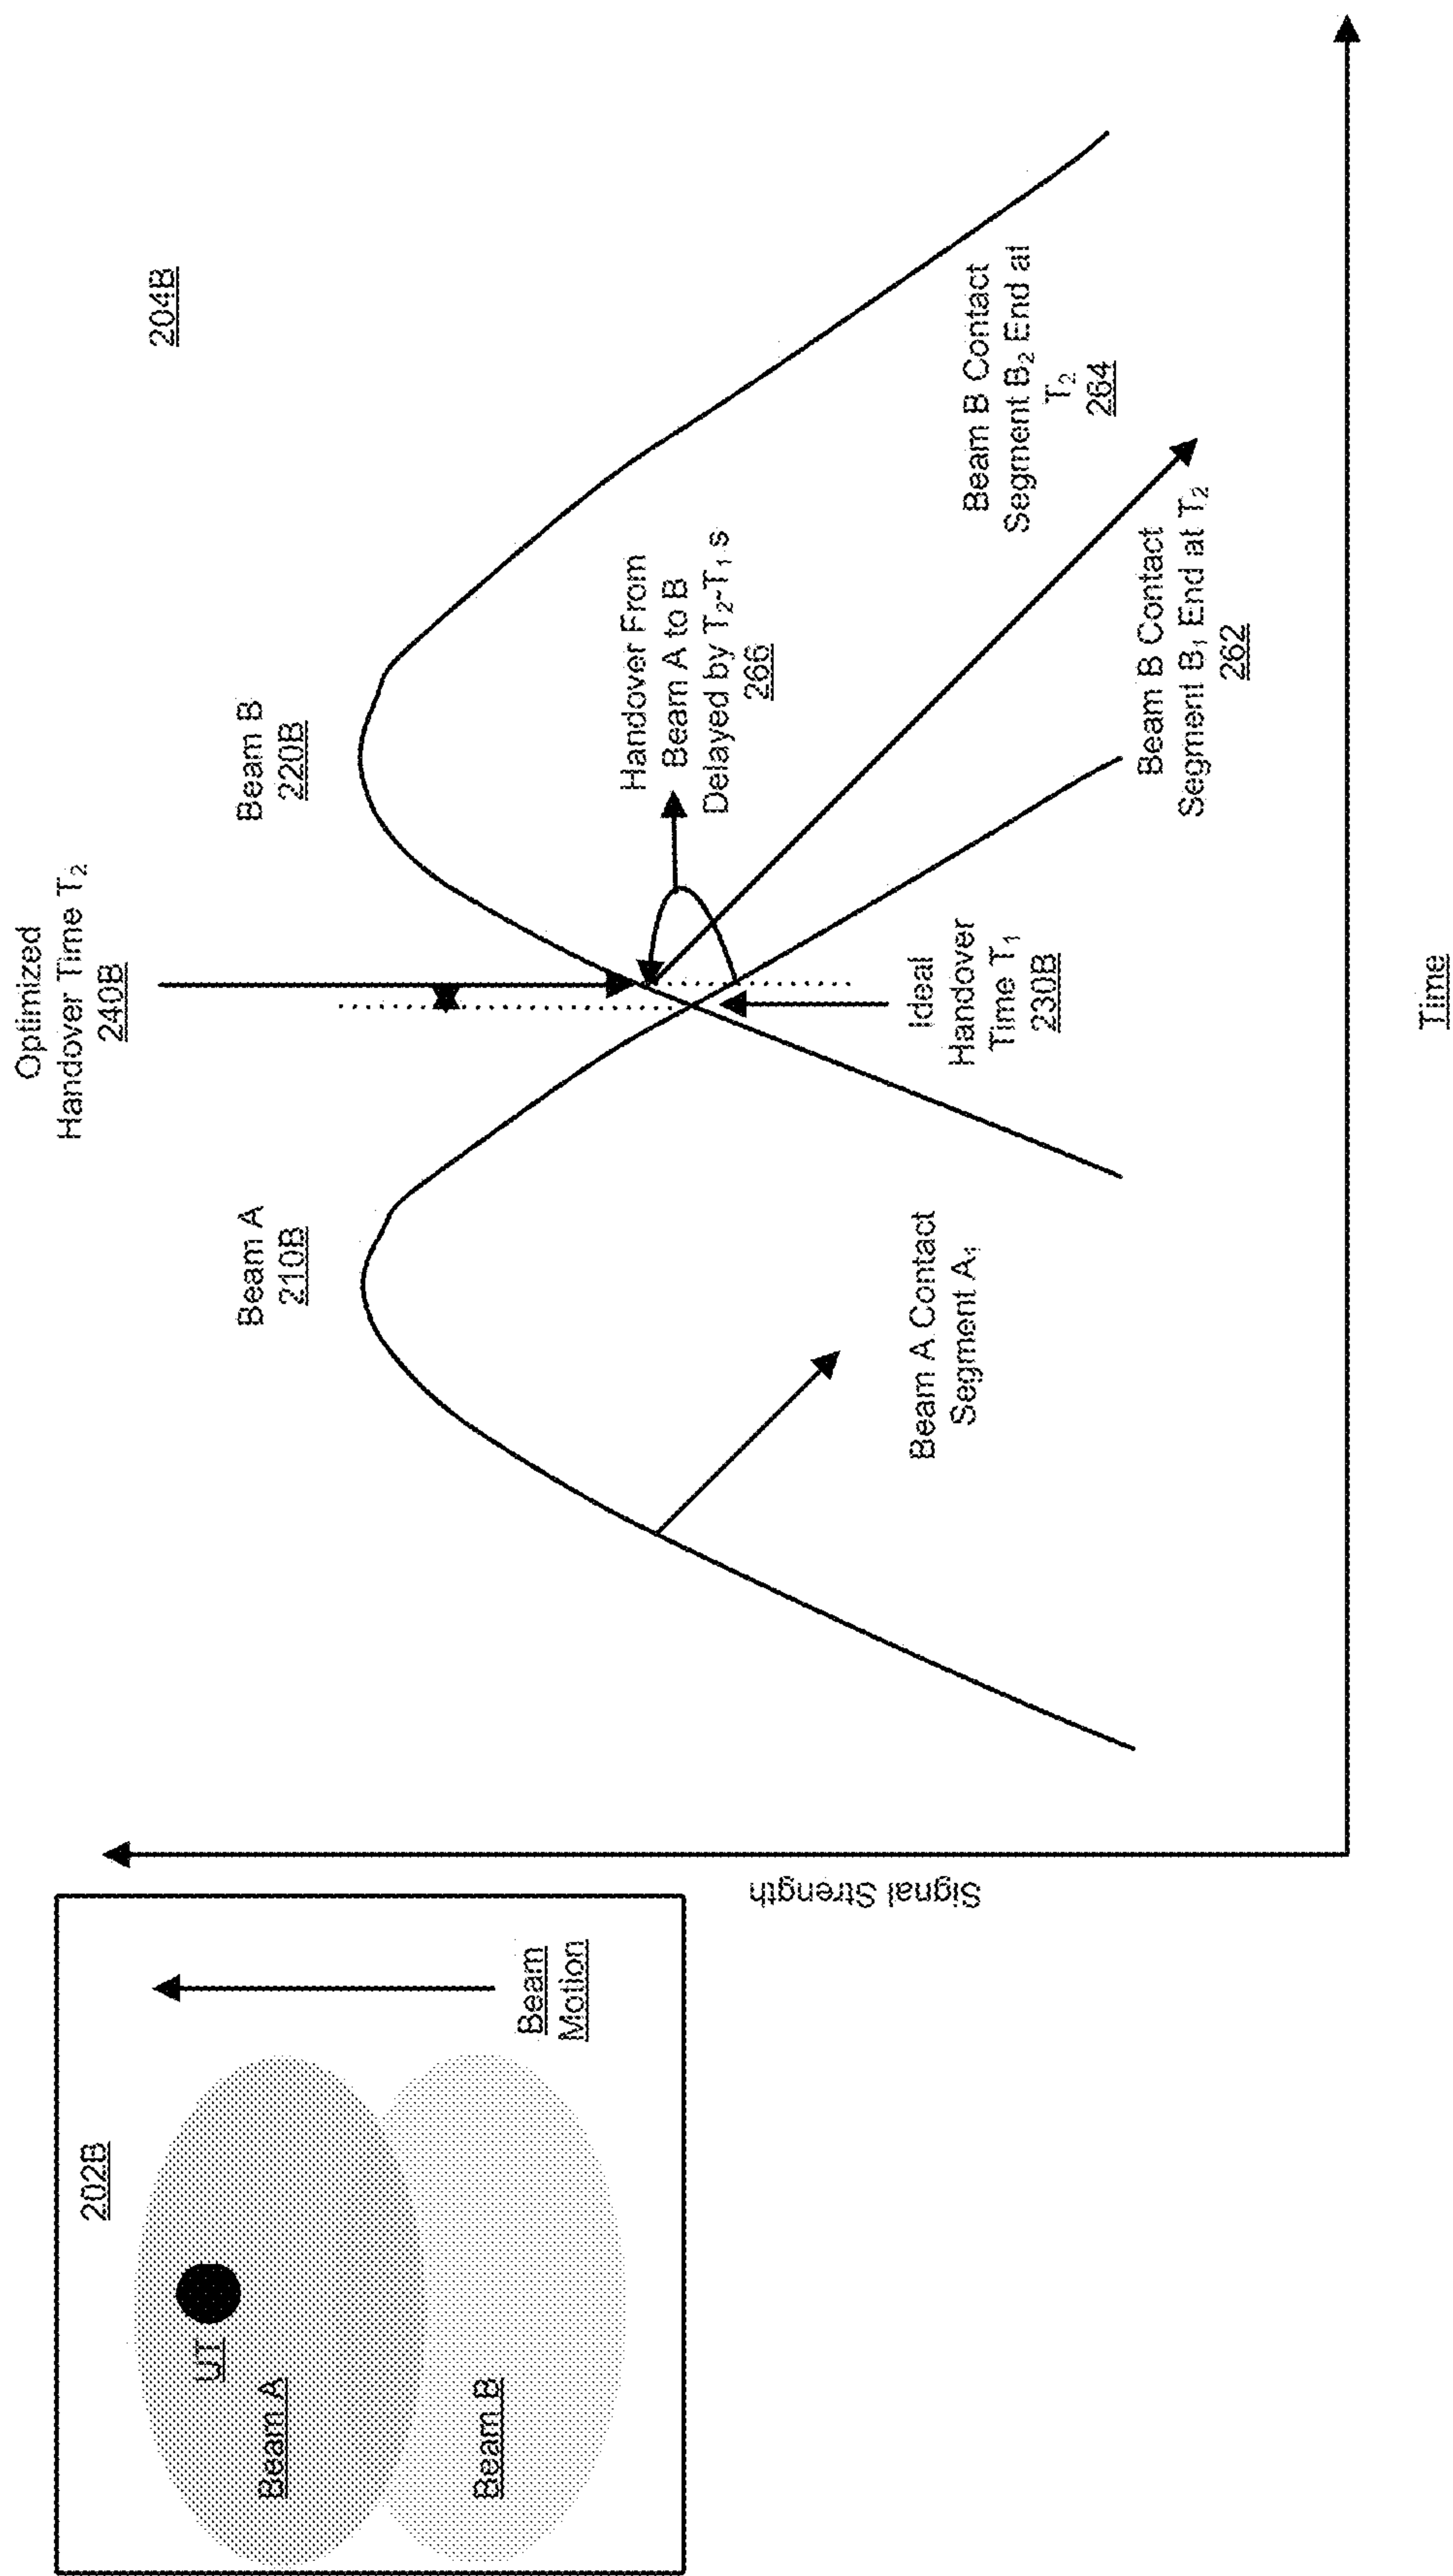 202B
UT
Beam A
Beam B
Beam
Motion
Signal Strength
Optimized
Handover Time T₂
240B
204B
Beam A
210B
Beam B
220B
Handover From
Beam A to B
Delayed by T₂-T₁ s
266
Beam A Contact
Segment A₁
Ideal
Handover
Time T₁
230B
Beam B Contact
Segment B₂ End at
T₂
264
Beam B Contact
Segment B₁ End at T₂
262
Time